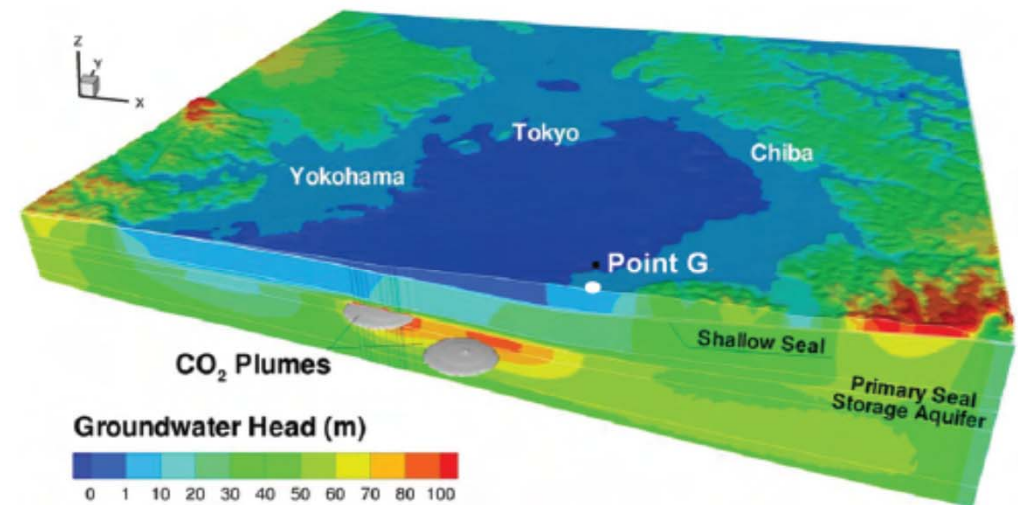 Z
Y
X
Tokyo
Yokohama
Chiba
Point G
Shallow Seal
CO₂ Plumes
Primary Seal
Storage Aquifer
Groundwater Head (m)
0 1 10 20 30 40 50 60 70 80 100